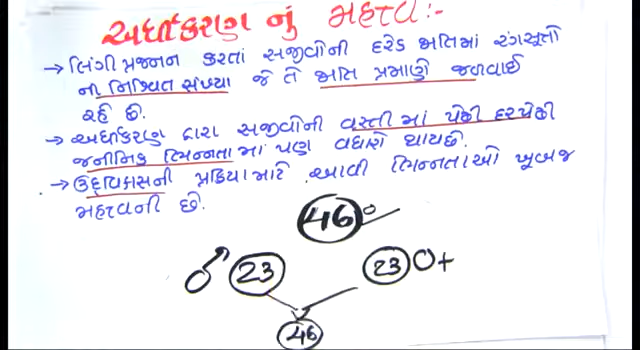 અર્ધીકરણ નું મહત્વ :-
→ લિંગી પ્રજનન કરતાં સજીવોની દરેક જાતિમાં રંગસૂત્રો
ની નિશ્ચિત સંખ્યા જે તે જાતિ પ્રમાણે જળવાઈ
રહે છે.
→ અર્ધીકરણ દ્વારા સજીવોની વસ્તી માં પેઢી દરપેઢી
જનીનિક ભિન્નતા માં પણ વધારો થાય છે.
→ ઉદ્દવિકાસની પ્રક્રિયા માટે આવી ભિન્નતાઓ ખૂબ જ
મહત્વની છે.
46
♂ 23 23 ♀
46